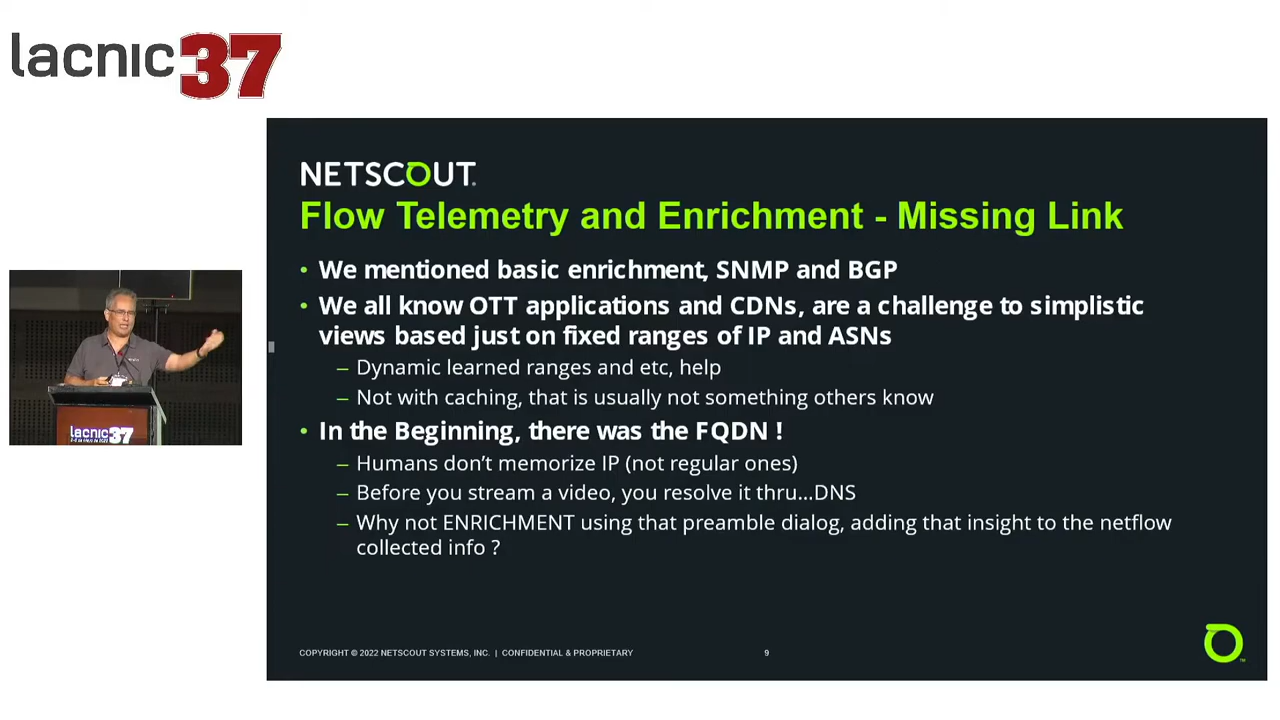 lacnic 37
NETSCOUT.
Flow Telemetry and Enrichment - Missing Link
• We mentioned basic enrichment, SNMP and BGP
• We all know OTT applications and CDNs, are a challenge to simplistic
views based just on fixed ranges of IP and ASNs
– Dynamic learned ranges and etc, help
– Not with caching, that is usually not something others know
• In the Beginning, there was the FQDN !
– Humans don't memorize IP (not regular ones)
– Before you stream a video, you resolve it thru...DNS
– Why not ENRICHMENT using that preamble dialog, adding that insight to the netflow
collected info ?
lacnic 37
COPYRIGHT © 2022 NETSCOUT SYSTEMS, INC. | CONFIDENTIAL & PROPRIETARY
9